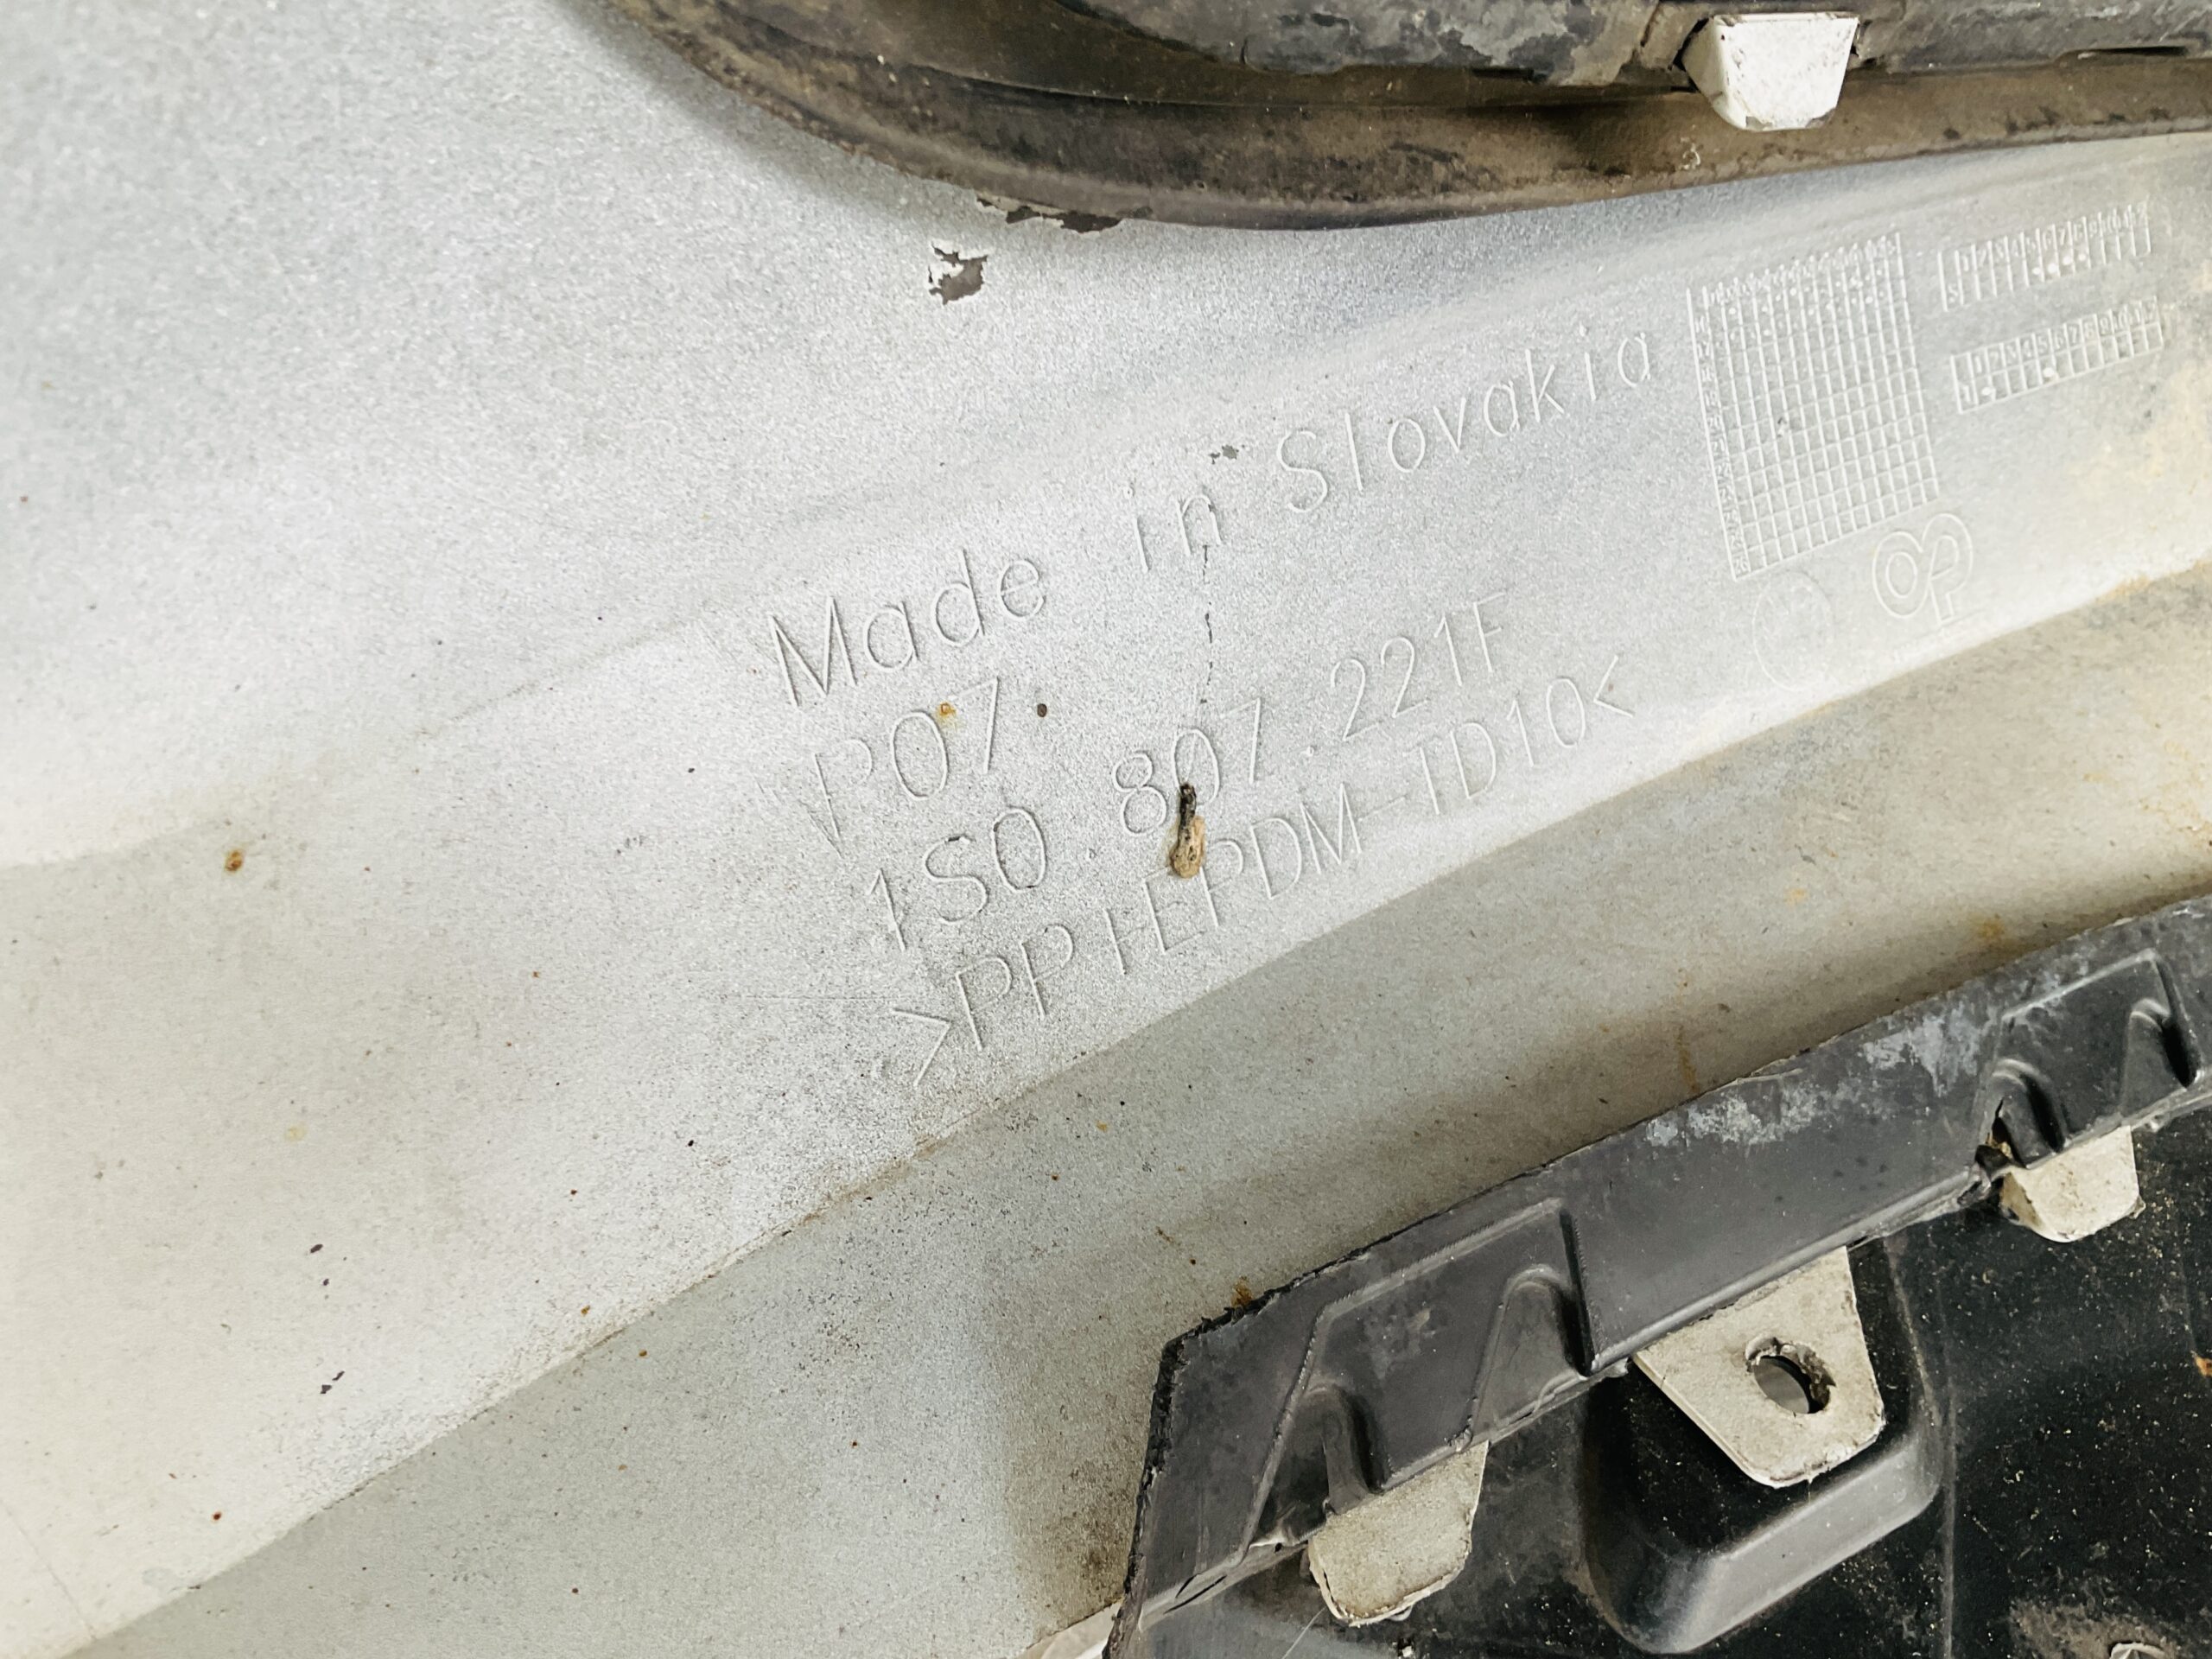 Made in Slovakia
P07.
1S0.807.221F
>PP+EPDM-TD10<